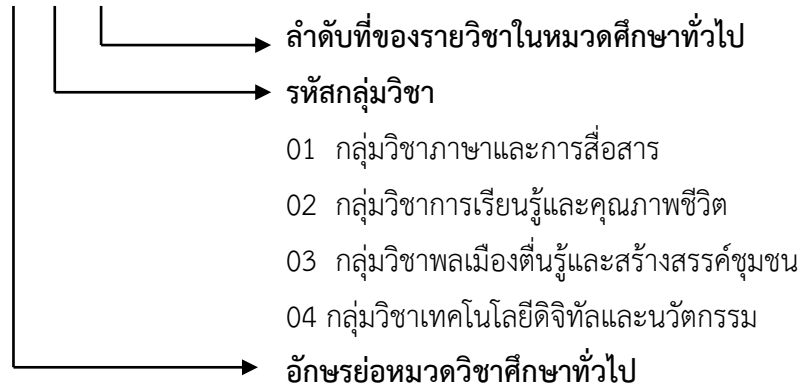 ลำดับที่ของรายวิชาในหมวดศึกษาทั่วไป
รหัสกลุ่มวิชา
01 กลุ่มวิชาภาษาและการสื่อสาร
02 กลุ่มวิชาการเรียนรู้และคุณภาพชีวิต
03 กลุ่มวิชาพลเมืองตื่นรู้และสร้างสรรค์ชุมชน
04 กลุ่มวิชาเทคโนโลยีดิจิทัลและนวัตกรรม
อักษรย่อหมวดวิชาศึกษาทั่วไป